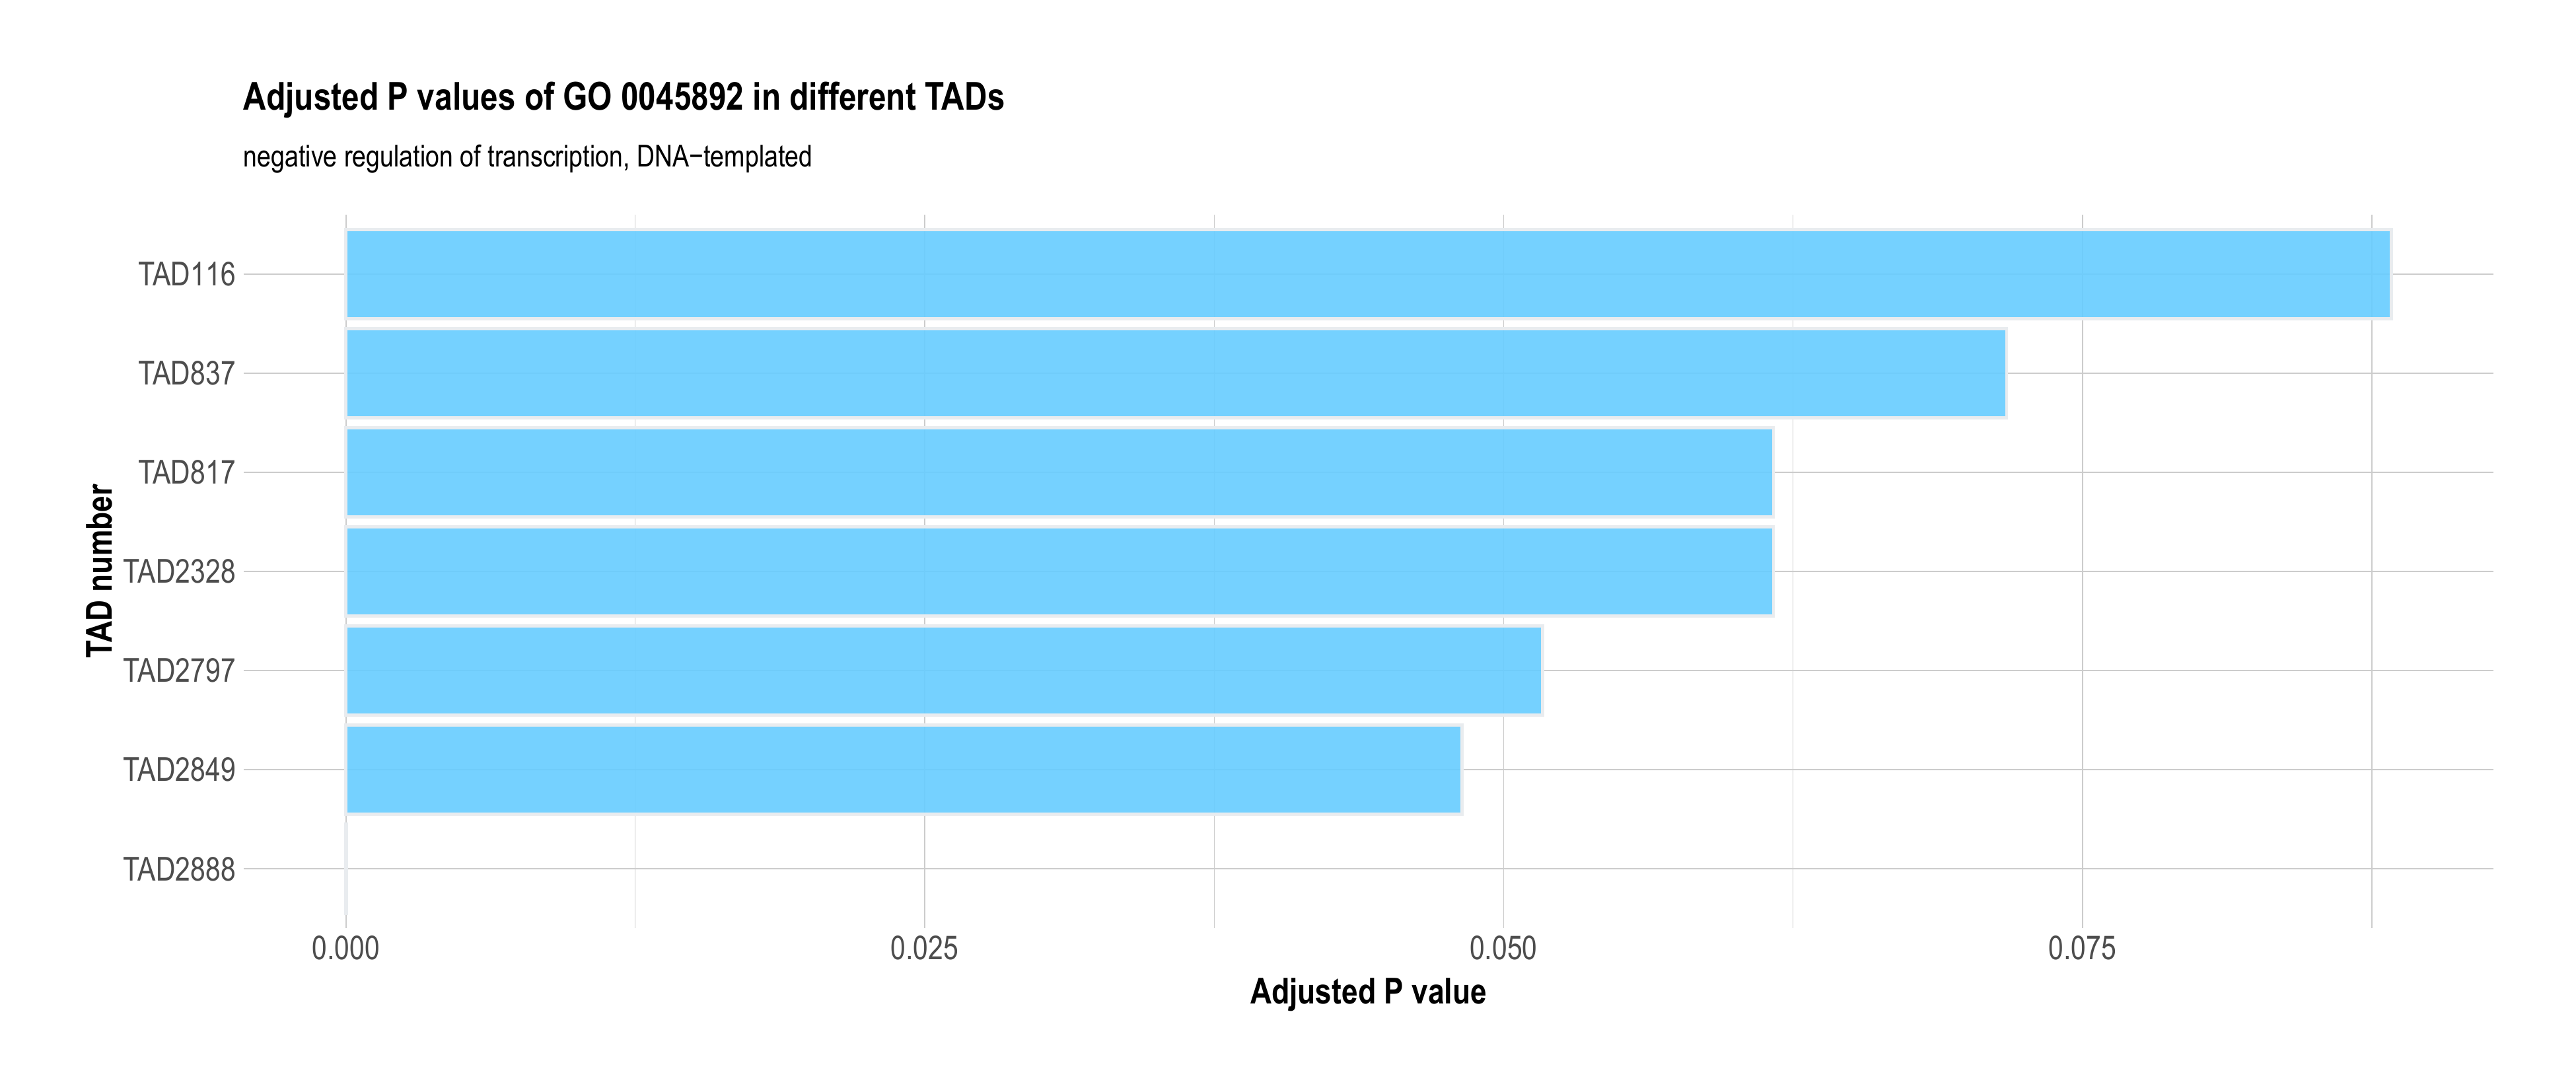 Adjusted P values of GO 0045892 in different TADs
negative regulation of transcription, DNA−templated
TAD number
TAD116
TAD837
TAD817
TAD2328
TAD2797
TAD2849
TAD2888
0.000 0.025 0.050 0.075
Adjusted P value